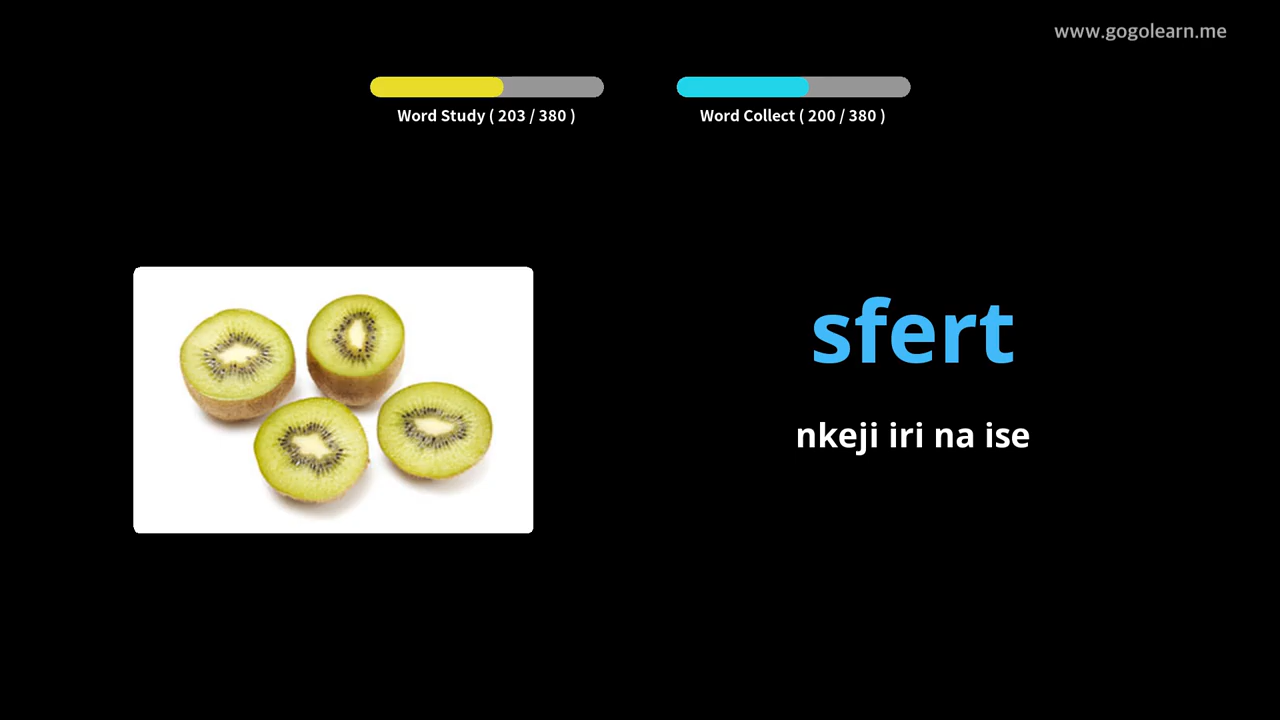 www.gogolearn.me
Word Study ( 203 / 380 )
Word Collect ( 200 / 380 )
sfert
nkeji iri na ise